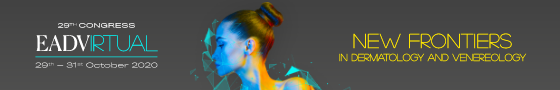 29TH CONGRESS
EADVIRTUAL
29th – 31st October 2020
NEW FRONTIERS
IN DERMATOLOGY AND VENEREOLOGY